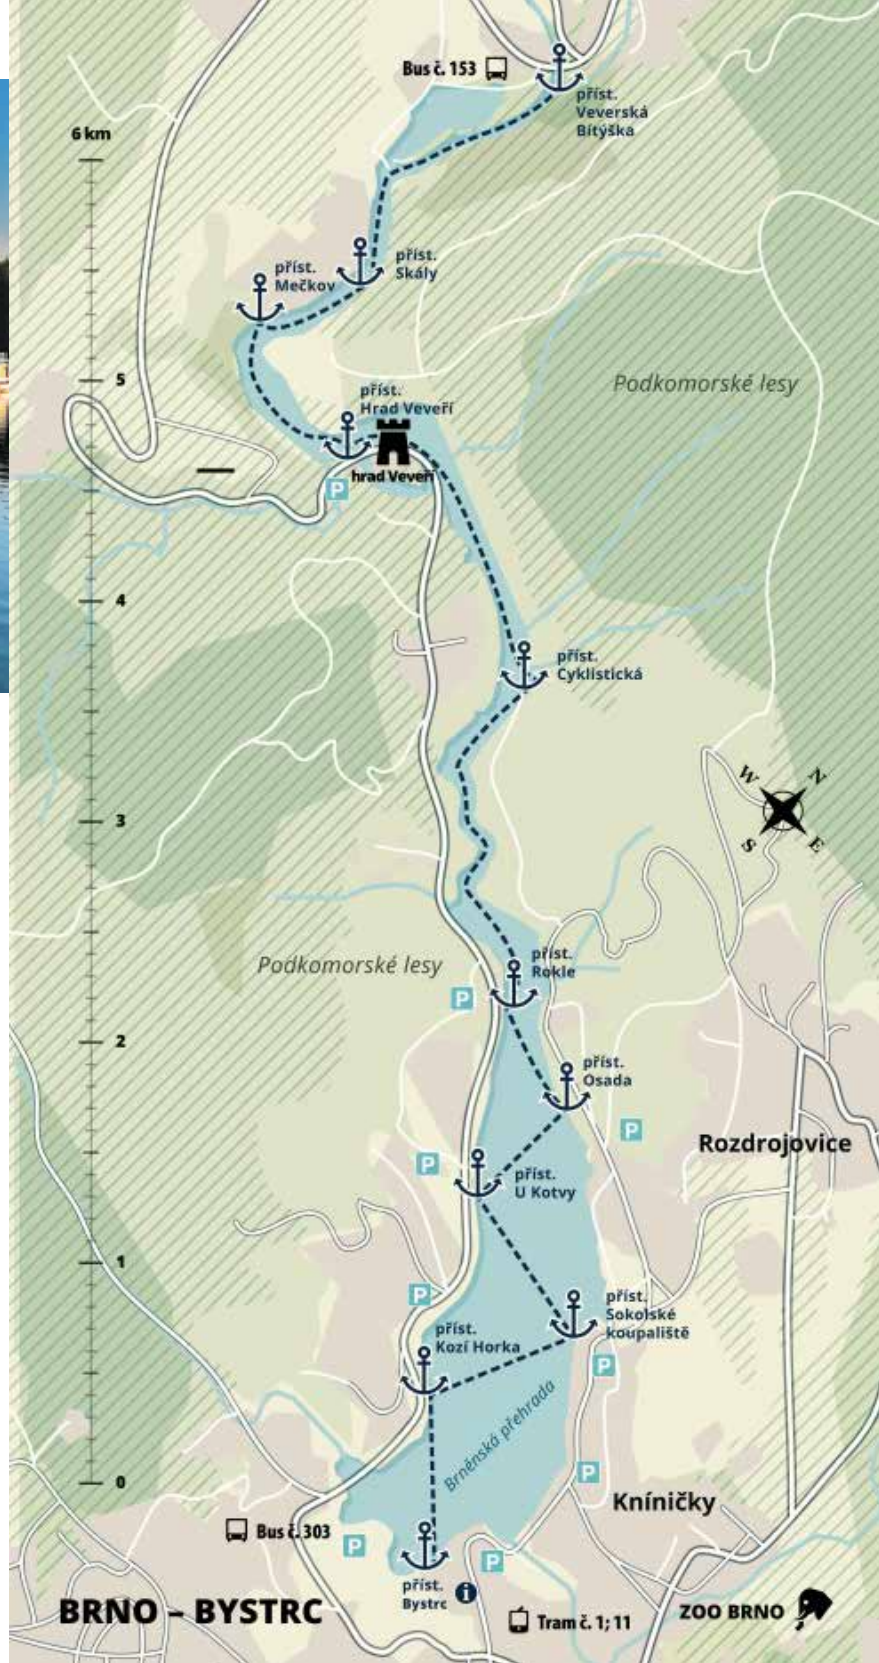 Bus č. 153
příst.
Veverská
Bítýška
6 km
příst.
Skály
příst.
Mečkov
5
Podkomorské lesy
příst.
Hrad Veveří
hrad Veveří
P
4
příst.
Cyklistická
3
W
N
S
E
Podkomorské lesy
příst.
Rokle
P
2
příst.
Osada
P
Rozdrojovice
P
příst.
U Kotvy
1
P
příst.
Sokolské
koupaliště
příst.
Kozí Horka
P
Brněnská přehrada
P
0
Kníničky
Bus č. 303
P
P
příst.
Bystrc
i
BRNO – BYSTRC
Tram č. 1; 11
ZOO BRNO